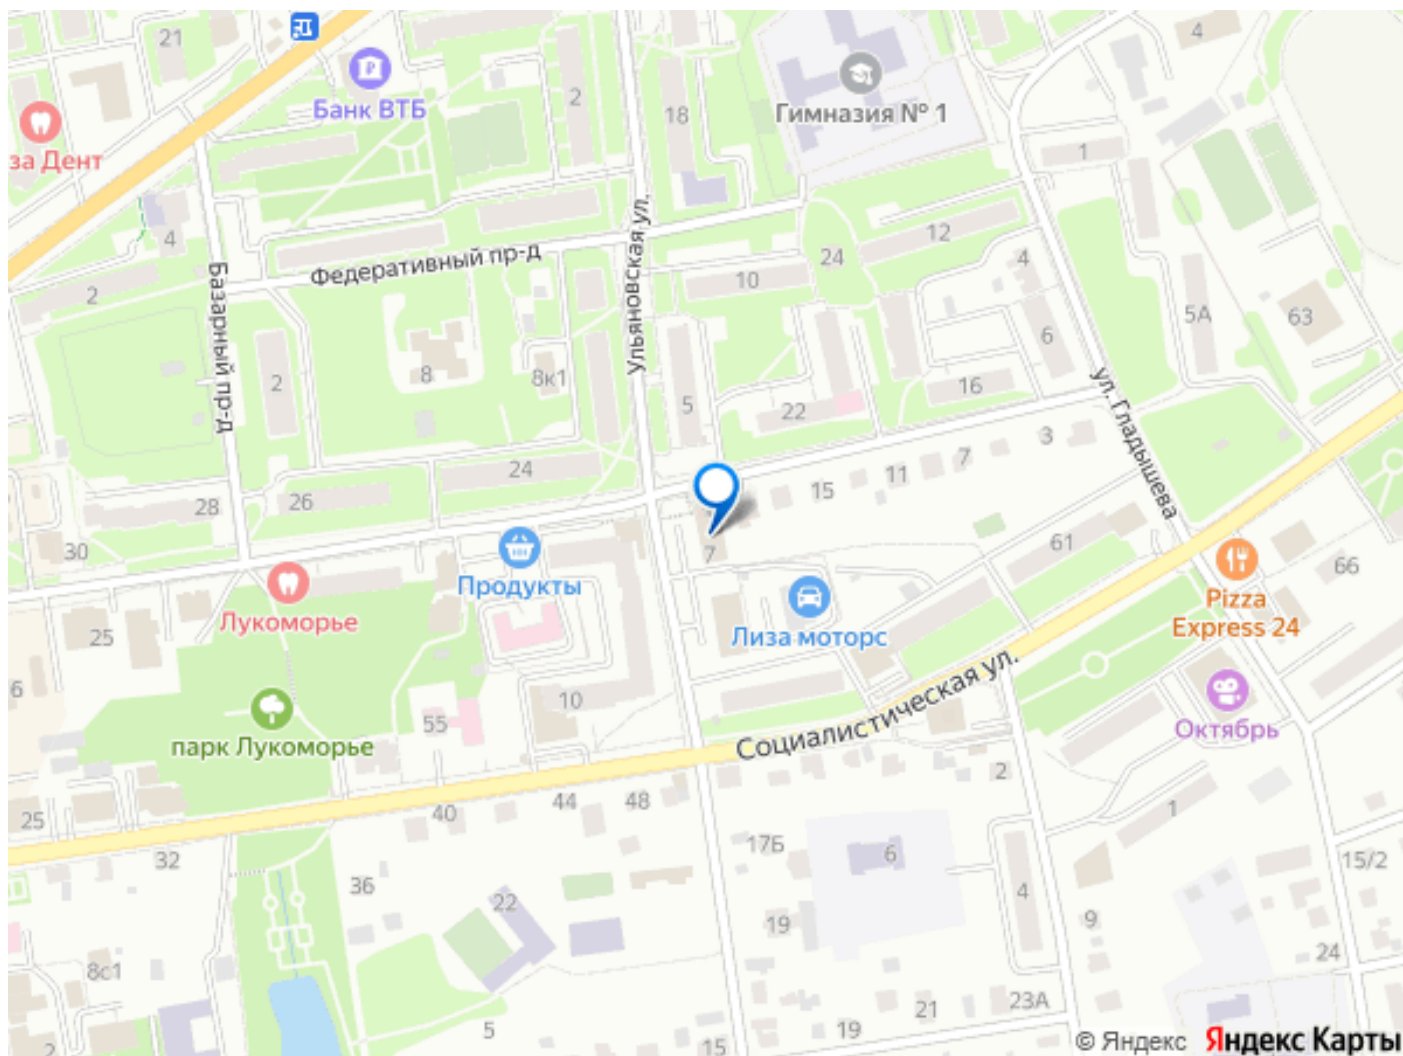 21
Банк ВТБ
за Дент
2
18
Гимназия № 1
4
1
4
Федеративный пр-д
Базарный пр-д
Ульяновская ул.
2
10
24
12
4
6
5А
63
2
8
8к1
5
22
16
ул. Гладышева
24
26
28
30
15
11
7
3
7
61
66
Продукты
Лукоморье
25
6
Лиза моторс
Pizza
Express 24
парк Лукоморье
55
10
Социалистическая ул.
Октябрь
2
25
32
40
44
48
17Б
6
1
15/2
36
22
19
4
9
24
8с1
2
5
15
19
21
23А
© Яндекс Яндекс Карты